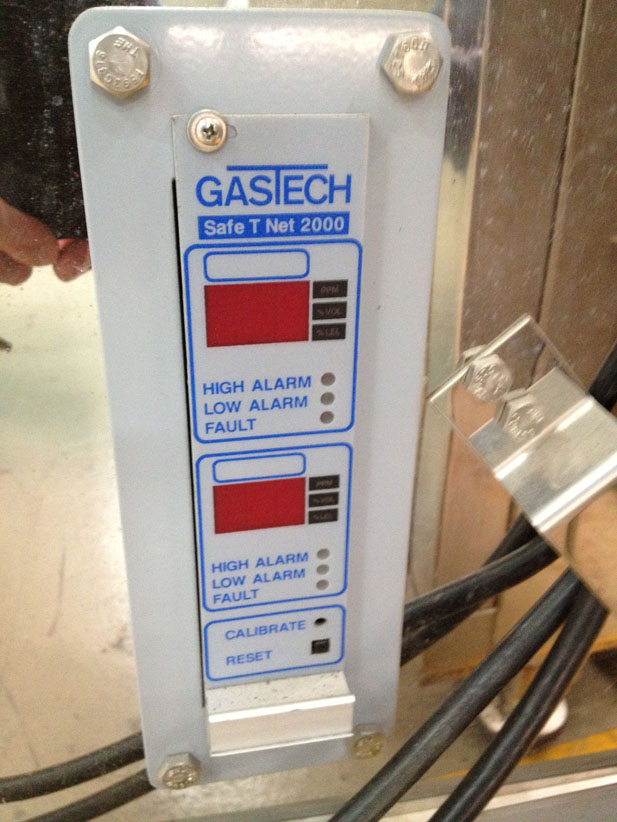 GASTECH
Safe T Net 2000
PPM
%VOL
%LEL
HIGH ALARM
LOW ALARM
FAULT
PPM
%VOL
%LEL
HIGH ALARM
LOW ALARM
FAULT
CALIBRATE
RESET